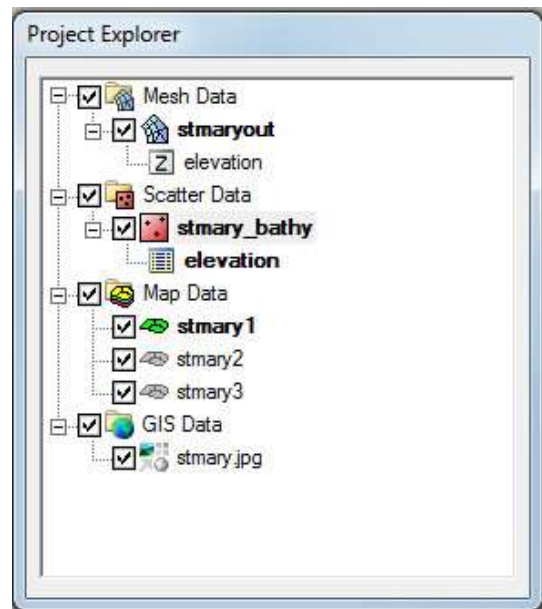 Project Explorer
Mesh Data
stmaryout
Z elevation
Scatter Data
stmary_bathy
elevation
Map Data
stmary1
stmary2
stmary3
GIS Data
stmary.jpg